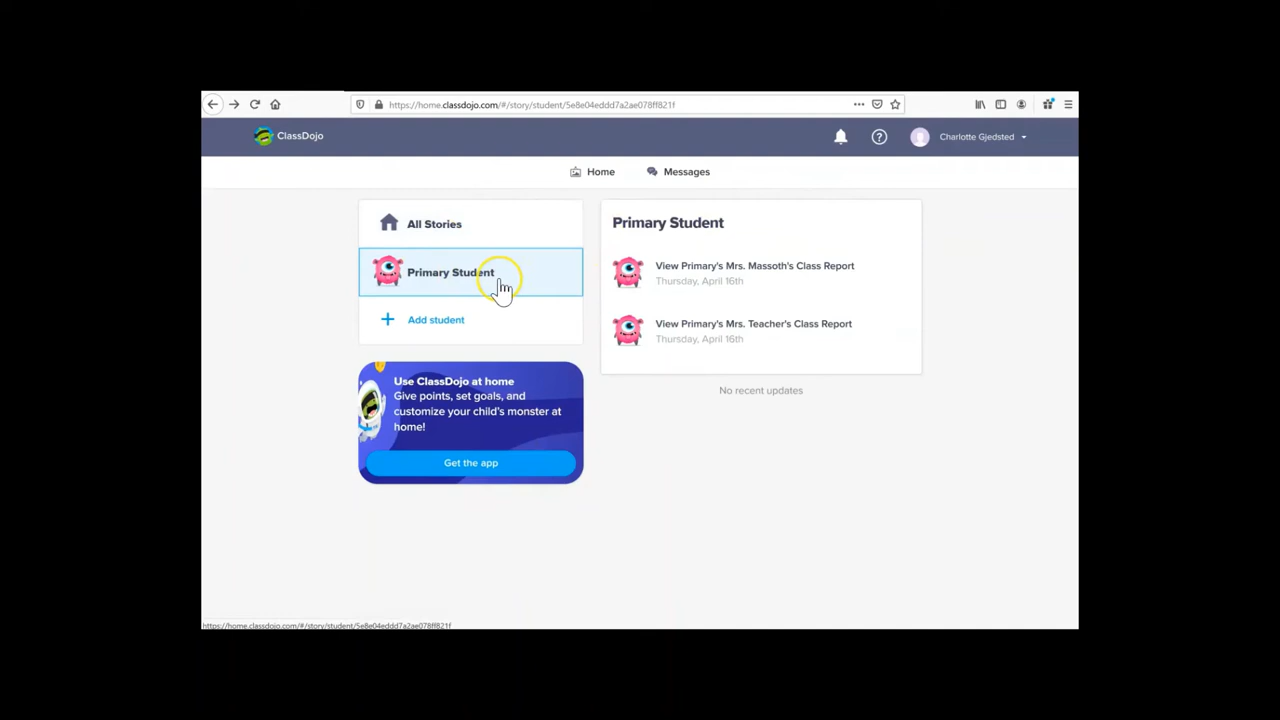 https://home.classdojo.com/#/story/student/5e8e04eddd7a2ae078ff821f
ClassDojo
Charlotte Gjedsted
Home
Messages
All Stories
Primary Student
Add student
Use ClassDojo at home
Give points, set goals, and
customize your child's monster at
home!
Get the app
Primary Student
View Primary's Mrs. Massoth's Class Report
Thursday, April 16th
View Primary's Mrs. Teacher's Class Report
Thursday, April 16th
No recent updates
https://home.classdojo.com/#/story/student/5e8e04eddd7a2ae078ff821f